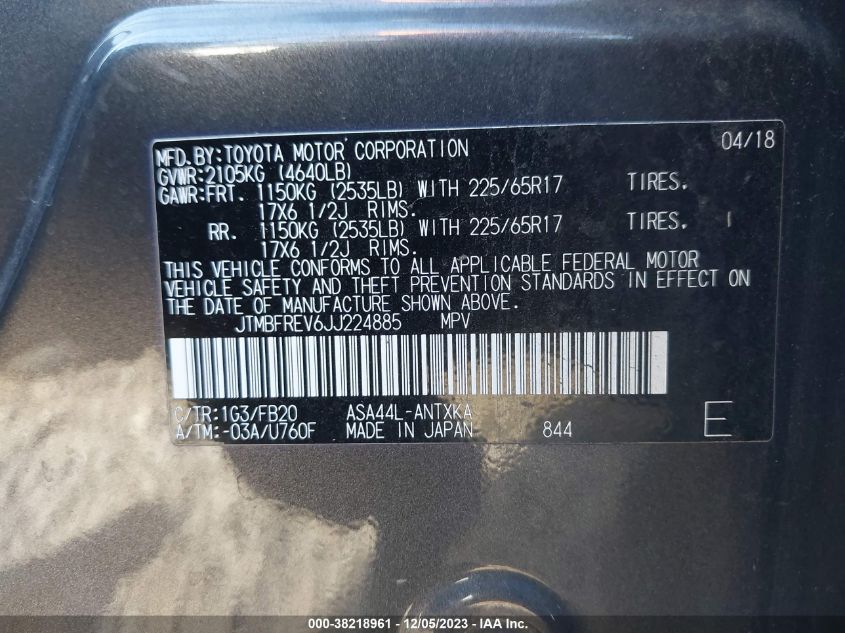 MFD. BY: TOYOTA MOTOR CORPORATION 04/18
GVWR: 2105KG (4640LB)
GAWR: FRT. 1150KG (2535LB) WITH 225/65R17 TIRES.
17X6 1/2J RIMS.
RR. 1150KG (2535LB) WITH 225/65R17 TIRES. I
17X6 1/2J RIMS.
THIS VEHICLE CONFORMS TO ALL APPLICABLE FEDERAL MOTOR
VEHICLE SAFETY AND THEFT PREVENTION STANDARDS IN EFFECT ON
THE DATE OF MANUFACTURE SHOWN ABOVE.
JTMBFREV6JJ224885 MPV
C/TR: 1G3/FB20 ASA44L-ANTXKA
A/TM: -03A/U760F MADE IN JAPAN 844 E
000-38218961 - 12/05/2023 - IAA Inc.